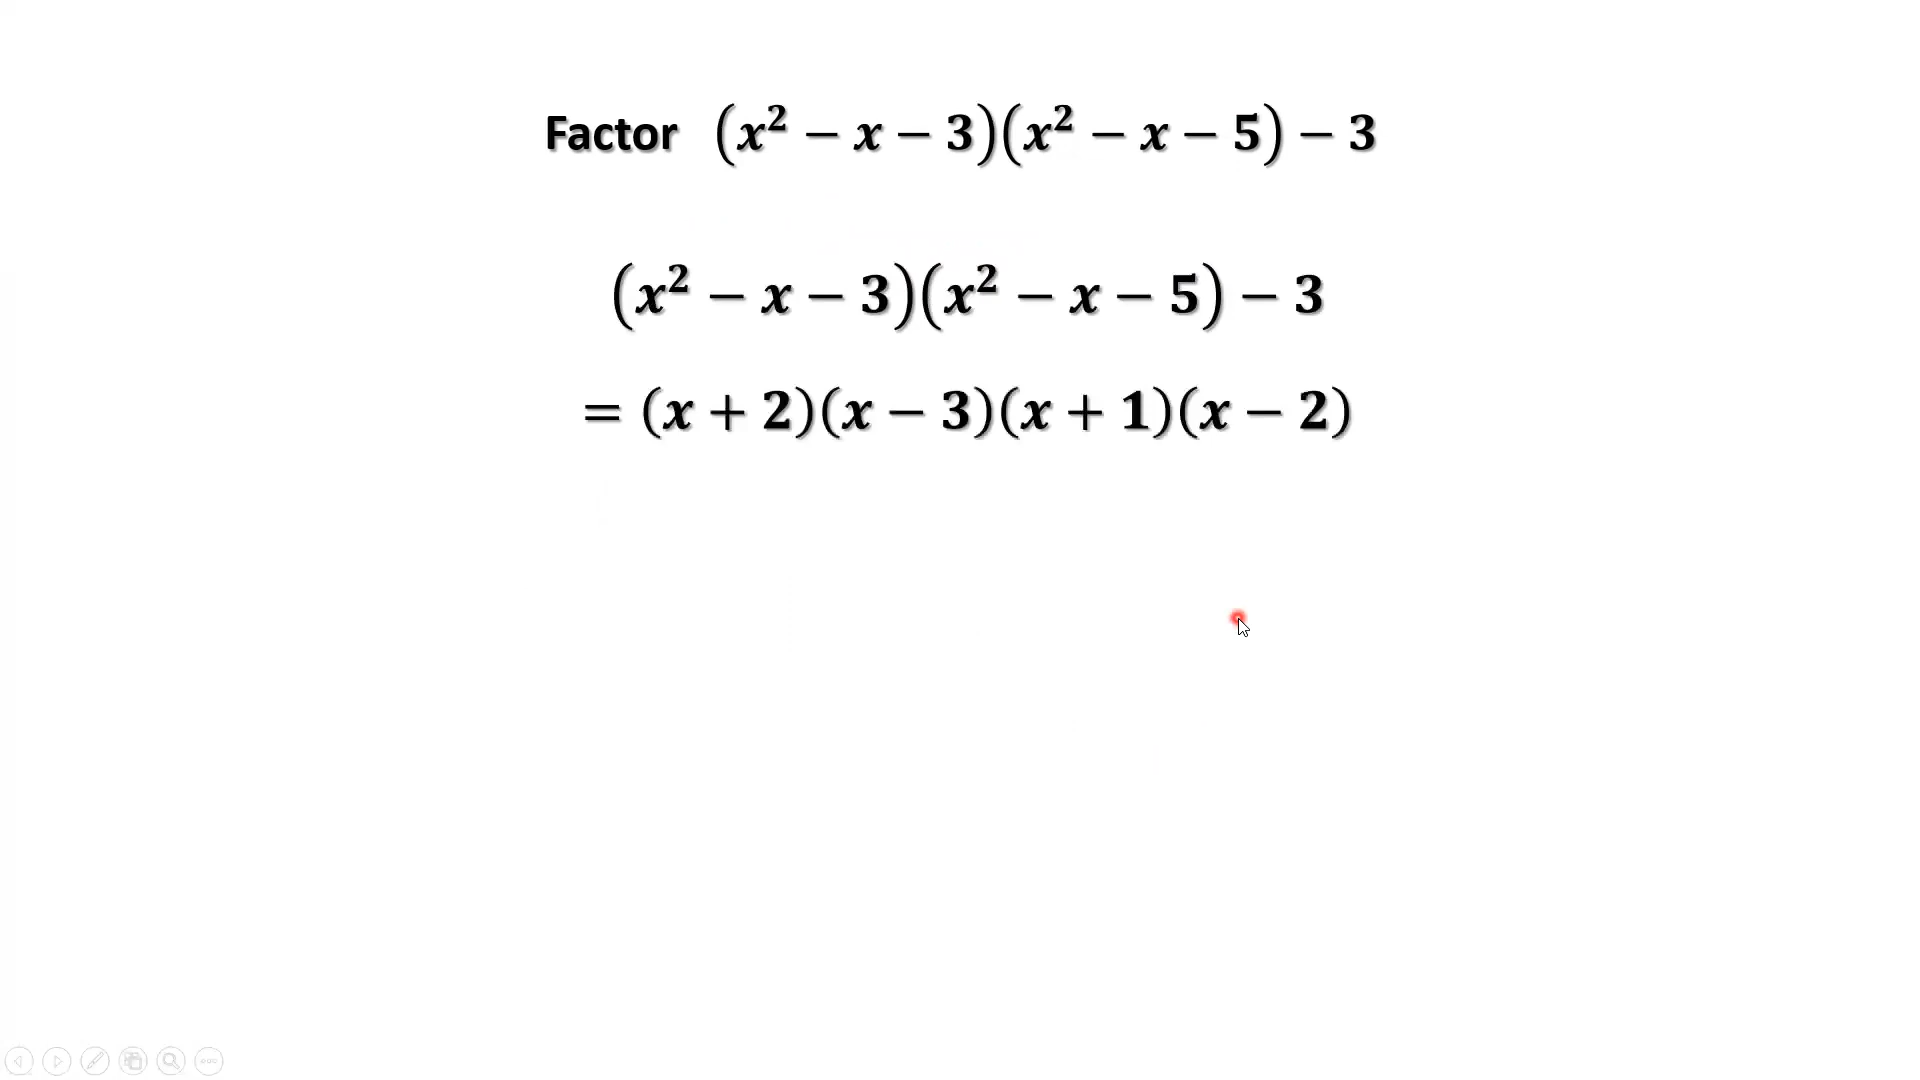 Factor (x² − x − 3)(x² − x − 5) − 3
(x² − x − 3)(x² − x − 5) − 3
= (x + 2)(x − 3)(x + 1)(x − 2)